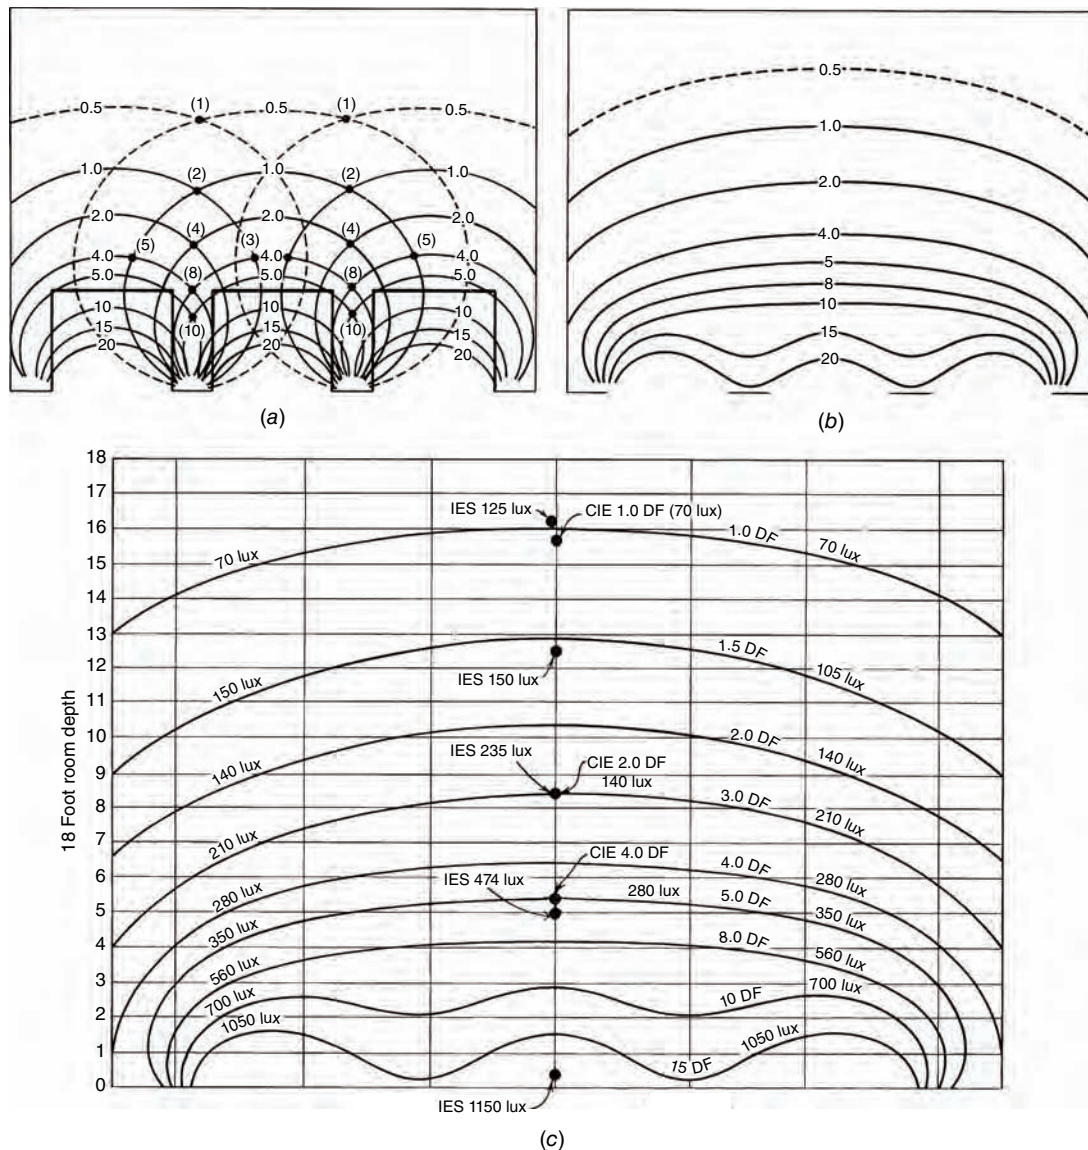 0.5 (1) 0.5 (1) 0.5
1.0 (2) 1.0 (2) 1.0
2.0 (4) 2.0 (4) 2.0
(5) (3) (5)
4.0 4.0 4.0
5.0 (8) (8) 5.0
10 (10) 10 (10) 10
15 15 15
20 20 20
(a)
0.5
1.0
2.0
4.0
5
8
10
15
20
(b)
18 Foot room depth
18
17
16
15
14
13
12
11
10
9
8
7
6
5
4
3
2
1
0
IES 125 lux CIE 1.0 DF (70 lux)
70 lux 1.0 DF 70 lux
IES 150 lux
150 lux 1.5 DF 105 lux
IES 235 lux CIE 2.0 DF
140 lux
140 lux 2.0 DF 140 lux
210 lux 3.0 DF 210 lux
CIE 4.0 DF
IES 474 lux
280 lux
280 lux 4.0 DF 280 lux
350 lux 5.0 DF 350 lux
560 lux 8.0 DF 560 lux
700 lux 10 DF 700 lux
1050 lux 15 DF 1050 lux
IES 1150 lux
(c)